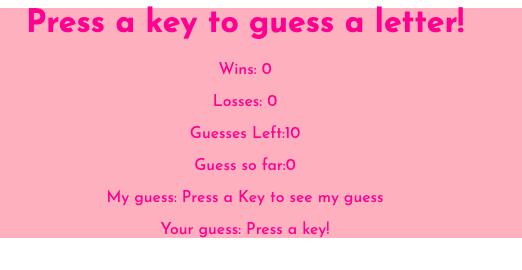 Press a key to guess a letter!
Wins: 0
Losses: 0
Guesses Left:10
Guess so far:0
My guess: Press a Key to see my guess
Your guess: Press a key!